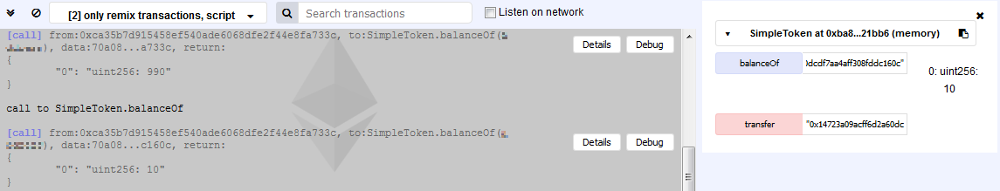 [2] only remix transactions, script
Search transactions
Listen on network
[call] from:0xca35b7d915458ef540ade6068dfe2f44e8fa733c, to:SimpleToken.balanceOf(
), data:70a08...a733c, return:
Details
Debug
{
"0": "uint256: 990"
}
call to SimpleToken.balanceOf
[call] from:0xca35b7d915458ef540ade6068dfe2f44e8fa733c, to:SimpleToken.balanceOf(
), data:70a08...c160c, return:
Details
Debug
{
"0": "uint256: 10"
}
SimpleToken at 0xba8...21bb6 (memory)
balanceOf
dcdf7aa4aff308fddc160c"
0: uint256:
10
transfer
"0x14723a09acff6d2a60dc